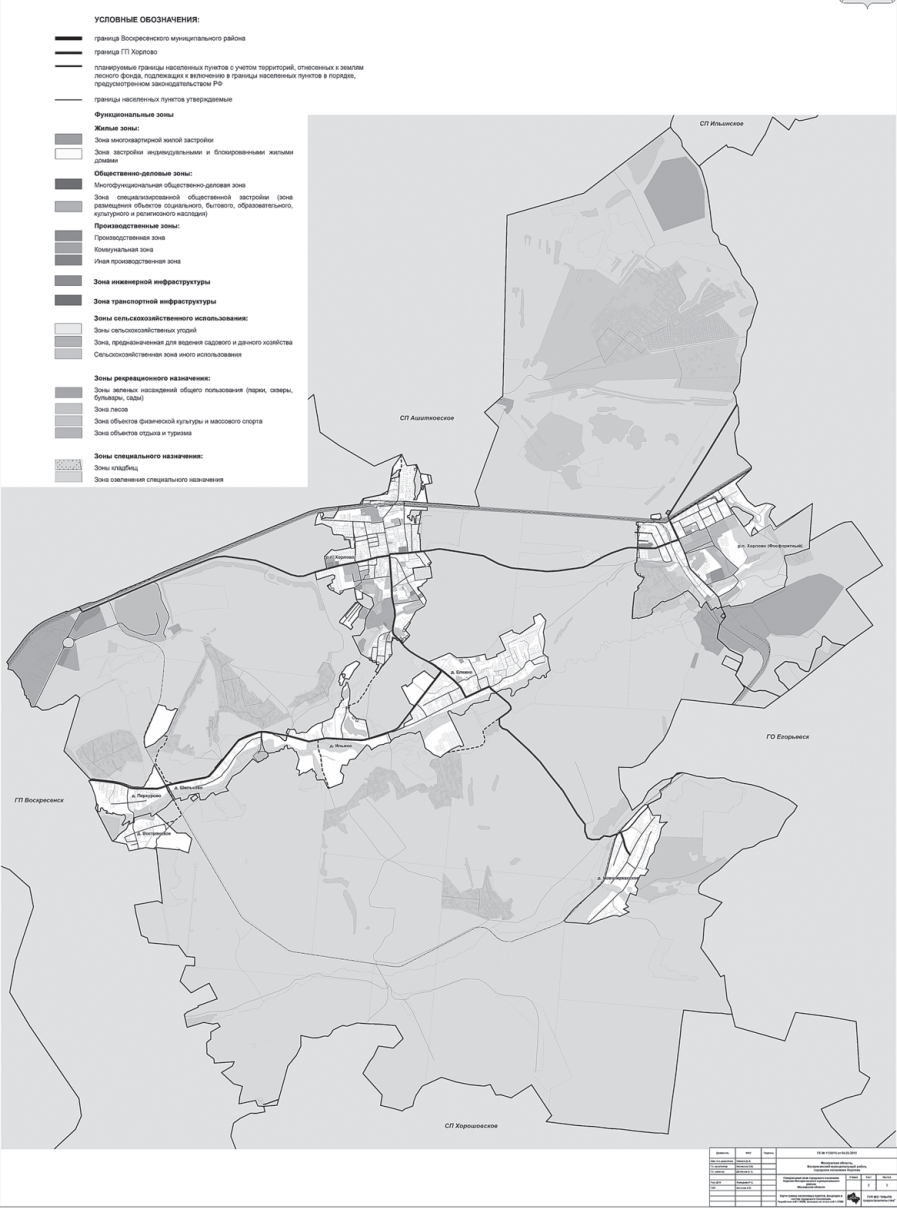 УСЛОВНЫЕ ОБОЗНАЧЕНИЯ:
граница Воскресенского муниципального района
граница ГП Хорлово
планируемые границы населенных пунктов с учетом территорий, отнесенных к землям
лесного фонда, подлежащих к включению в границы населенных пунктов в порядке,
предусмотренном законодательством РФ
границы населенных пунктов утверждаемые
Функциональные зоны
Жилые зоны:
Зона многоквартирной жилой застройки
Зона застройки индивидуальными и блокированными жилыми
домами
Общественно-деловые зоны:
Многофункциональная общественно-деловая зона
Зона специализированной общественной застройки (зона
размещения объектов социального, бытового, образовательного,
культурного и религиозного наследия)
Производственные зоны:
Производственная зона
Коммунальная зона
Иная производственная зона
Зона инженерной инфраструктуры
Зона транспортной инфраструктуры
Зоны сельскохозяйственного использования:
Зоны сельскохозяйственых угодий
Зона, предназначенная для ведения садового и дачного хозяйства
Сельскохозяйственная зона иного использования
Зоны рекреационного назначения:
Зоны зеленых насаждений общего пользования (парки, скверы,
бульвары, сады)
Зона лесов
Зона объектов физической культуры и массового спорта
Зона объектов отдыха и туризма
Зоны специального назначения:
Зоны кладбищ
Зона озеленения специального назначения
СП Ильинское
СП Ашитковское
р.п. Хорлово
р.п. Хорлово (Фосфоритный)
д. Елкино
ГО Егорьевск
д. Ильино
д. Шильково
ГП Воскресенск
д. Перхурово
д. Вострянское
д. Новочеркасское
СП Хорошовское